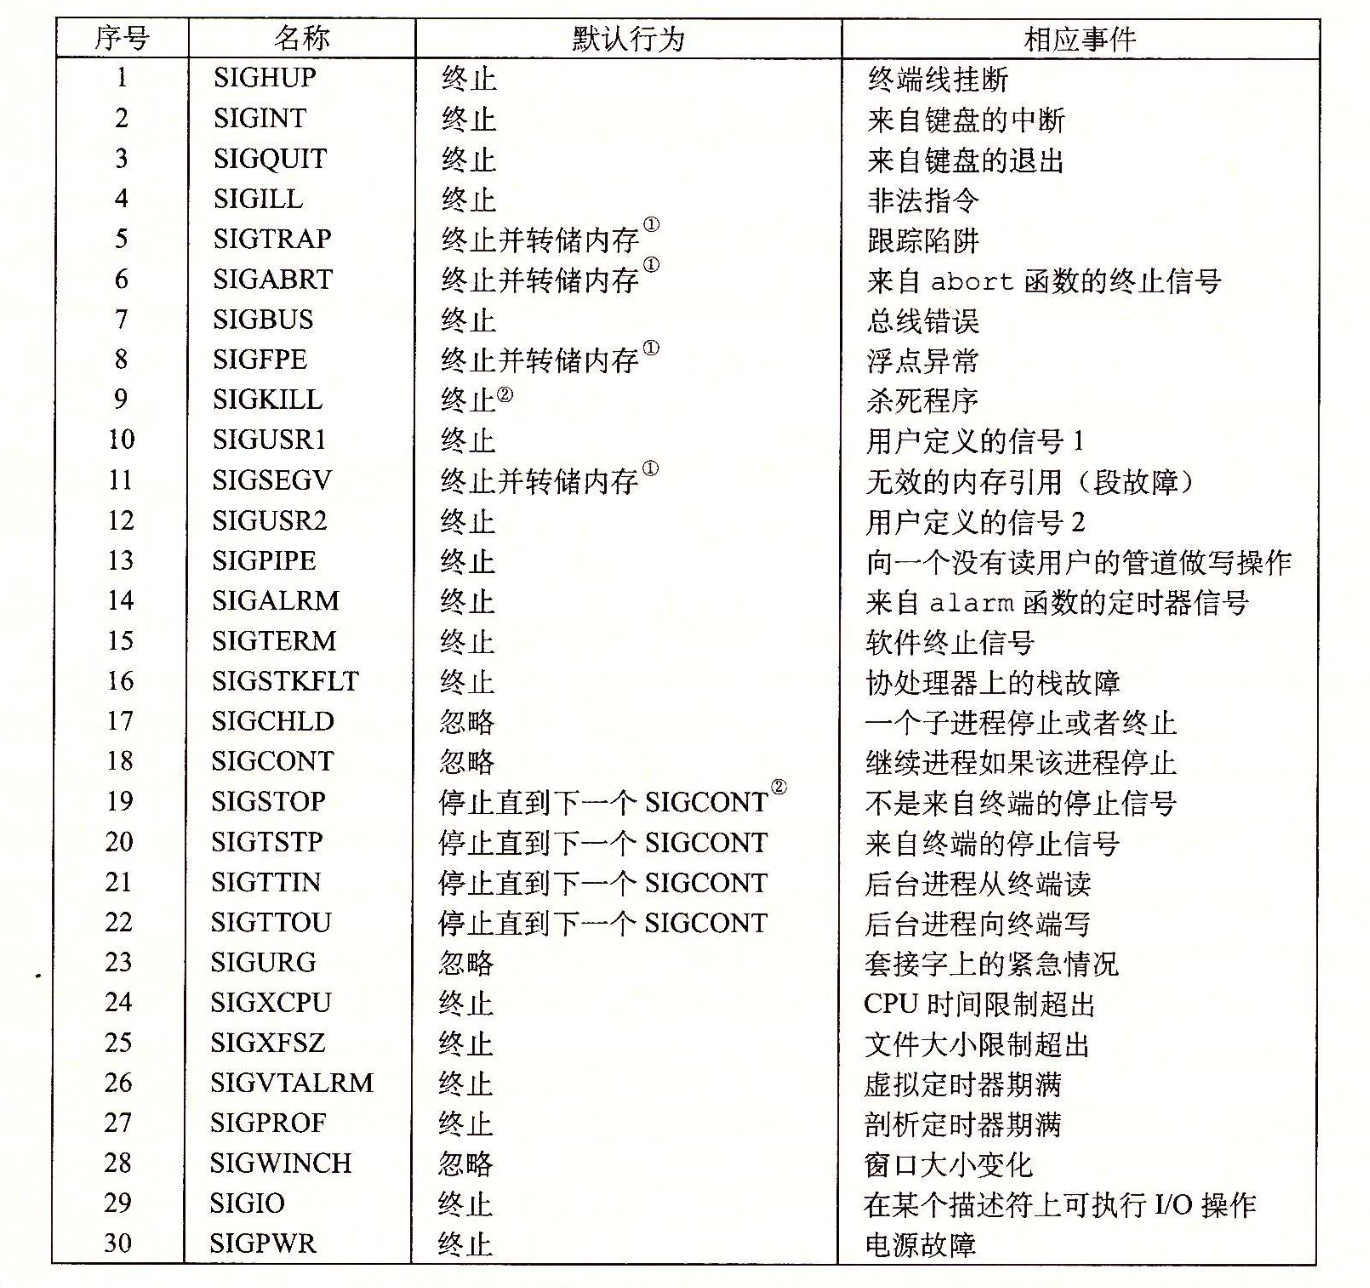 序号 名称 默认行为 相应事件
1 SIGHUP 终止 终端线挂断
2 SIGINT 终止 来自键盘的中断
3 SIGQUIT 终止 来自键盘的退出
4 SIGILL 终止 非法指令
5 SIGTRAP 终止并转储内存① 跟踪陷阱
6 SIGABRT 终止并转储内存① 来自 abort 函数的终止信号
7 SIGBUS 终止 总线错误
8 SIGFPE 终止并转储内存① 浮点异常
9 SIGKILL 终止② 杀死程序
10 SIGUSR1 终止 用户定义的信号 1
11 SIGSEGV 终止并转储内存① 无效的内存引用（段故障）
12 SIGUSR2 终止 用户定义的信号 2
13 SIGPIPE 终止 向一个没有读用户的管道做写操作
14 SIGALRM 终止 来自 alarm 函数的定时器信号
15 SIGTERM 终止 软件终止信号
16 SIGSTKFLT 终止 协处理器上的栈故障
17 SIGCHLD 忽略 一个子进程停止或者终止
18 SIGCONT 忽略 继续进程如果该进程停止
19 SIGSTOP 停止直到下一个 SIGCONT② 不是来自终端的停止信号
20 SIGTSTP 停止直到下一个 SIGCONT 来自终端的停止信号
21 SIGTTIN 停止直到下一个 SIGCONT 后台进程从终端读
22 SIGTTOU 停止直到下一个 SIGCONT 后台进程向终端写
23 SIGURG 忽略 套接字上的紧急情况
24 SIGXCPU 终止 CPU 时间限制超出
25 SIGXFSZ 终止 文件大小限制超出
26 SIGVTALRM 终止 虚拟定时器期满
27 SIGPROF 终止 剖析定时器期满
28 SIGWINCH 忽略 窗口大小变化
29 SIGIO 终止 在某个描述符上可执行 I/O 操作
30 SIGPWR 终止 电源故障